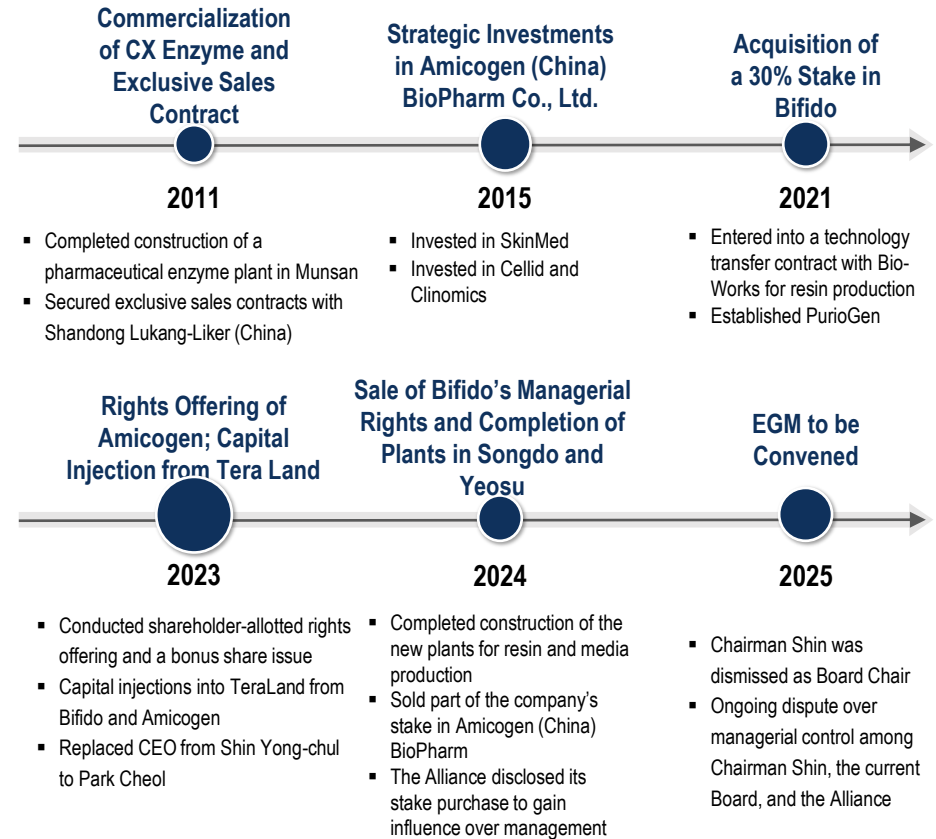 Commercialization
of CX Enzyme and
Exclusive Sales
Contract
Strategic Investments
in Amicogen (China)
BioPharm Co., Ltd.
Acquisition of
a 30% Stake in
Bifido
2011
2015
2021
▪ Completed construction of a
pharmaceutical enzyme plant in Munsan
▪ Secured exclusive sales contracts with
Shandong Lukang-Liker (China)
▪ Invested in SkinMed
▪ Invested in Cellid and
Clinomics
▪ Entered into a technology
transfer contract with Bio-
Works for resin production
▪ Established PurioGen
Rights Offering of
Amicogen; Capital
Injection from Tera Land
Sale of Bifido’s Managerial
Rights and Completion of
Plants in Songdo and
Yeosu
EGM to be
Convened
2023
2024
2025
▪ Conducted shareholder-allotted rights
offering and a bonus share issue
▪ Capital injections into TeraLand from
Bifido and Amicogen
▪ Replaced CEO from Shin Yong-chul
to Park Cheol
▪ Completed construction of the
new plants for resin and media
production
▪ Sold part of the company’s
stake in Amicogen (China)
BioPharm
▪ The Alliance disclosed its
stake purchase to gain
influence over management
▪ Chairman Shin was
dismissed as Board Chair
▪ Ongoing dispute over
managerial control among
Chairman Shin, the current
Board, and the Alliance